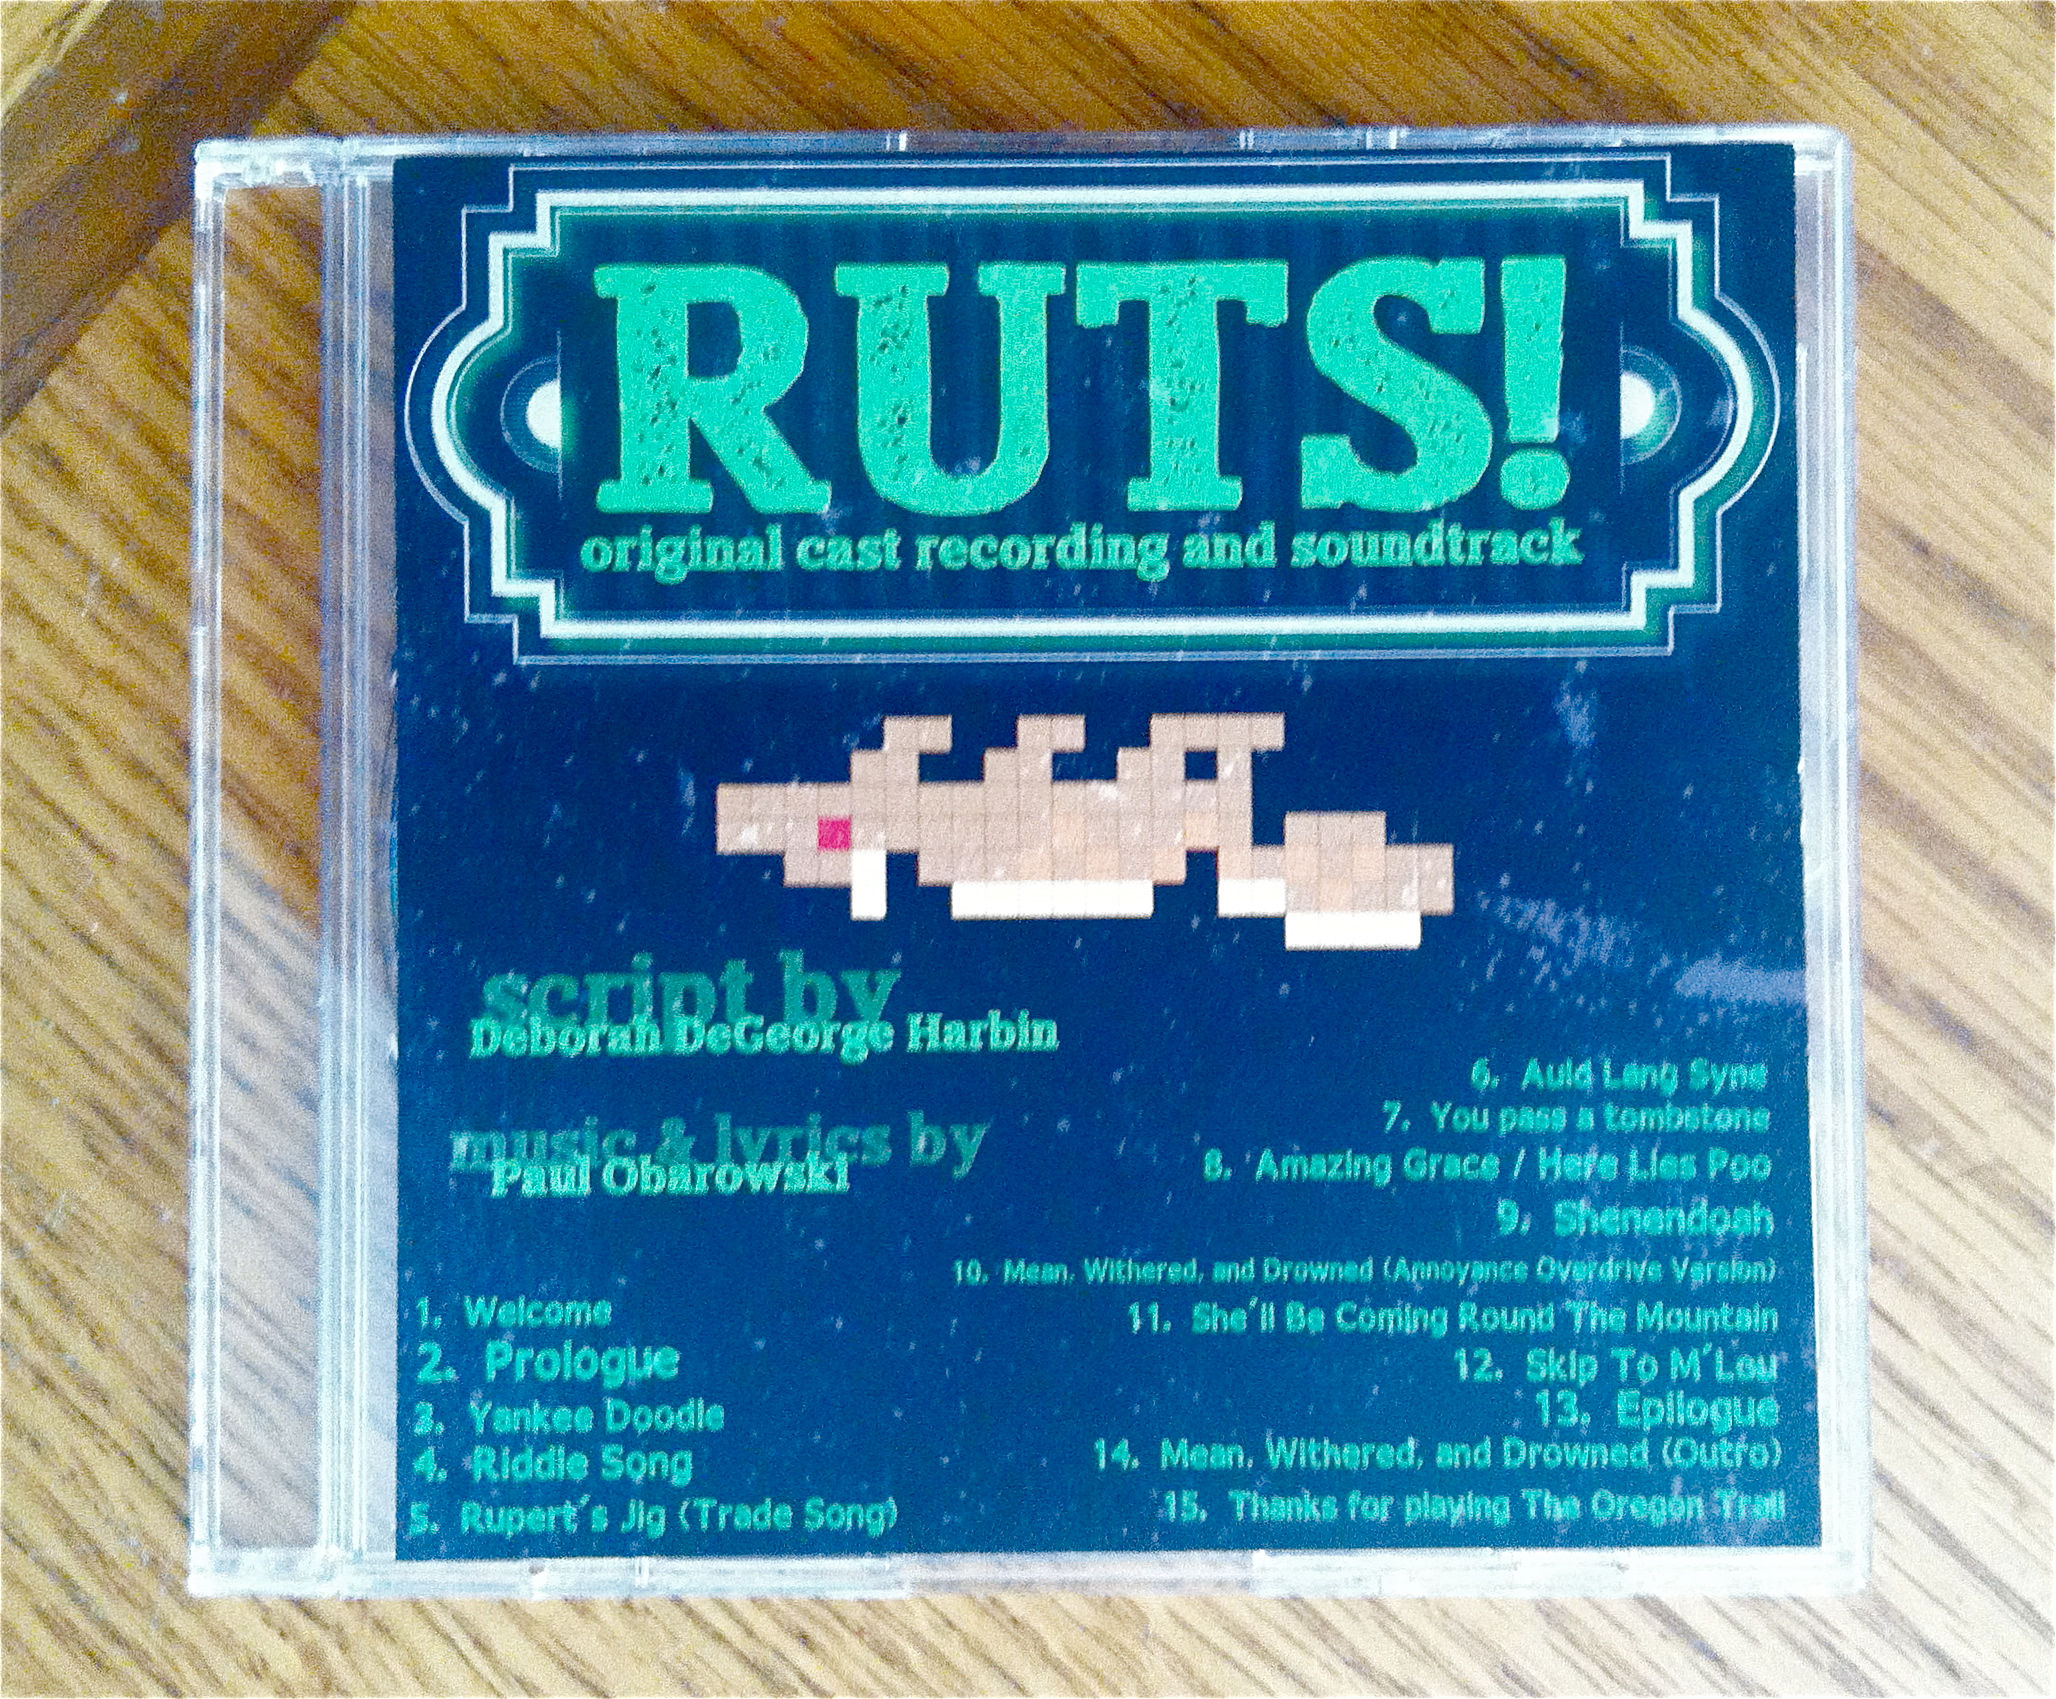 RUTS!
original cast recording and soundtrack
script by
Deborah DeGeorge Harbin
music & lyrics by
Paul Obarowski
1. Welcome
2. Prologue
3. Yankee Doodle
4. Riddle Song
5. Rupert's Jig (Trade Song)
6. Auld Lang Syne
7. You pass a tombstone
8. Amazing Grace / Here Lies Poo
9. Shenendoah
10. Mean, Withered, and Drowned (Annoyance Overdrive Version)
11. She'll Be Coming Round The Mountain
12. Skip To M'Lou
13. Epilogue
14. Mean, Withered, and Drowned (Outro)
15. Thanks for playing The Oregon Trail